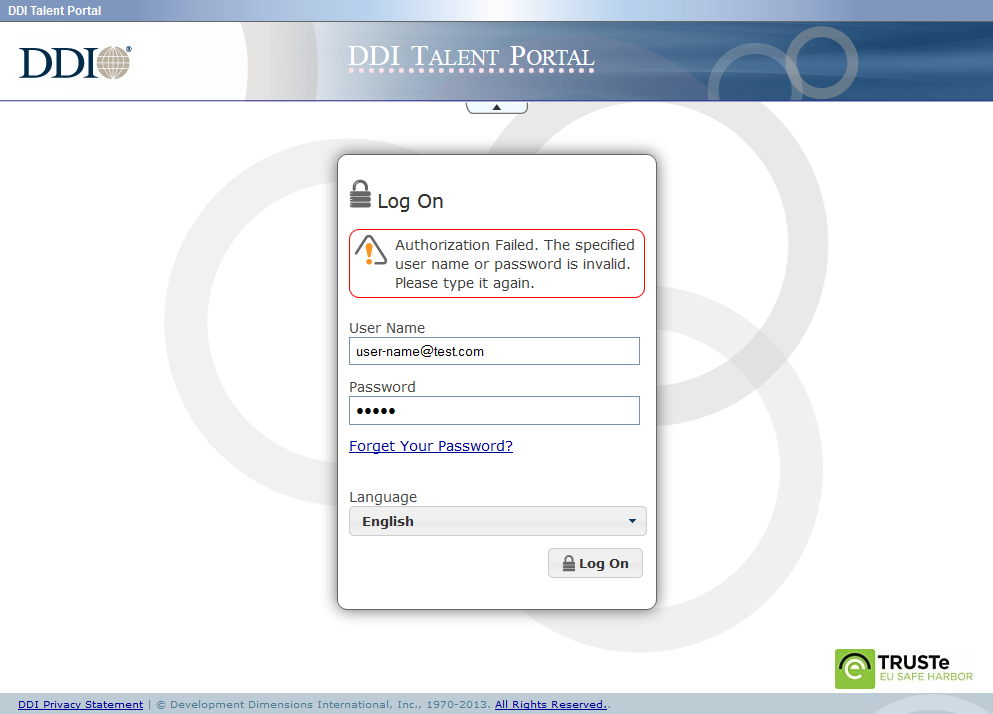 DDI Talent Portal
DDI®
DDI TALENT PORTAL
Log On
Authorization Failed. The specified
user name or password is invalid.
Please type it again.
User Name
user-name@test.com
Password
•••••
Forget Your Password?
Language
English
Log On
TRUSTe
EU SAFE HARBOR
DDI Privacy Statement | © Development Dimensions International, Inc., 1970-2013. All Rights Reserved..